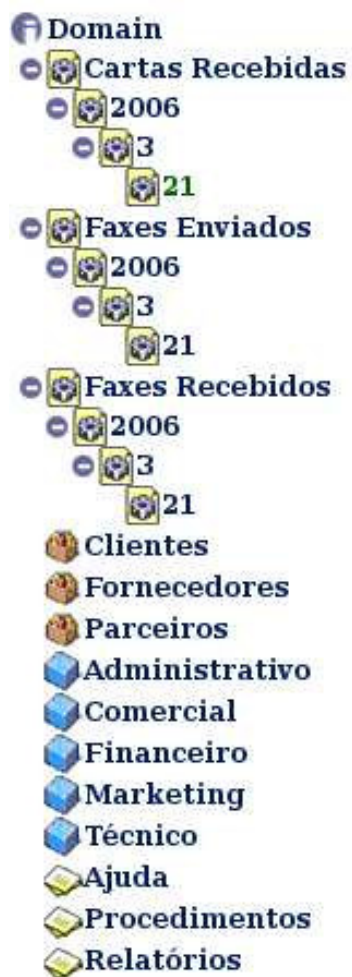 Domain
Cartas Recebidas
2006
3
21
Faxes Enviados
2006
3
21
Faxes Recebidos
2006
3
21
Clientes
Fornecedores
Parceiros
Administrativo
Comercial
Financeiro
Marketing
Técnico
Ajuda
Procedimentos
Relatórios